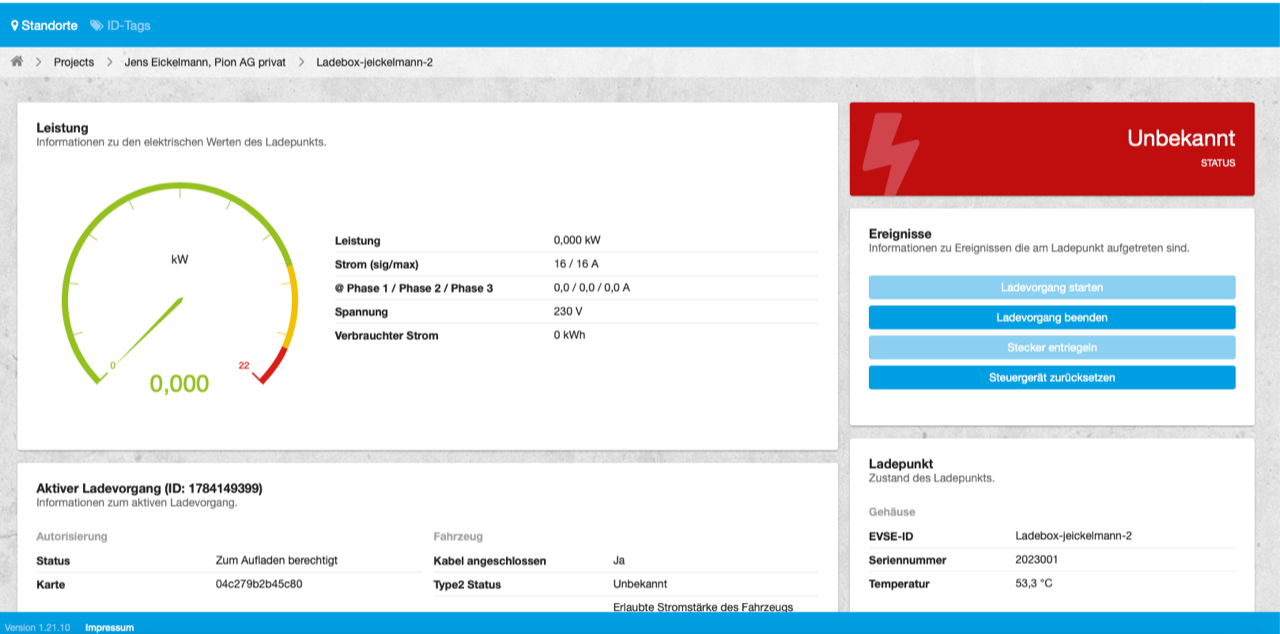 Standorte ID-Tags
Projects Jens Eickelmann, Pion AG privat Ladebox-jeickelmann-2
Leistung
Informationen zu den elektrischen Werten des Ladepunkts.
kW
0
22
0,000
Leistung 0,000 kW
Strom (sig/max) 16 / 16 A
@ Phase 1 / Phase 2 / Phase 3 0,0 / 0,0 / 0,0 A
Spannung 230 V
Verbrauchter Strom 0 kWh
Unbekannt
STATUS
Ereignisse
Informationen zu Ereignissen die am Ladepunkt aufgetreten sind.
Ladevorgang starten
Ladevorgang beenden
Stecker entriegeln
Steuergerät zurücksetzen
Aktiver Ladevorgang (ID: 1784149399)
Informationen zum aktiven Ladevorgang.
Autorisierung
Status Zum Aufladen berechtigt
Karte 04c279b2b45c80
Fahrzeug
Kabel angeschlossen Ja
Type2 Status Unbekannt
Erlaubte Stromstärke des Fahrzeugs
Ladepunkt
Zustand des Ladepunkts.
Gehäuse
EVSE-ID Ladebox-jeickelmann-2
Seriennummer 2023001
Temperatur 53,3 °C
Version 1.21.10 Impressum